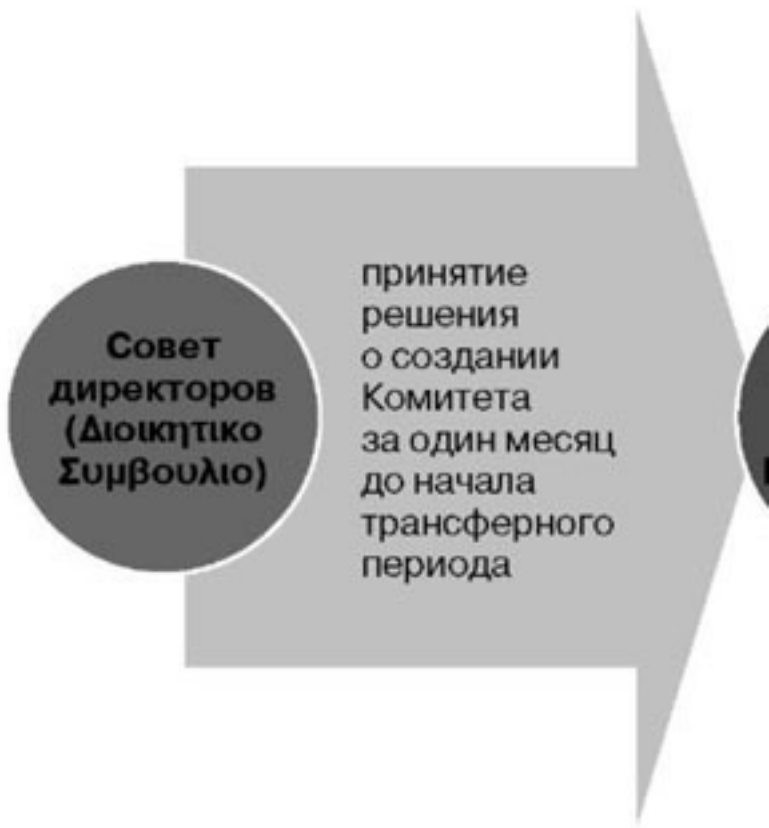 Совет
директоров
(Διοικητικο
Συμβουλιο)
принятие
решения
о создании
Комитета
за один месяц
до начала
трансферного
периода